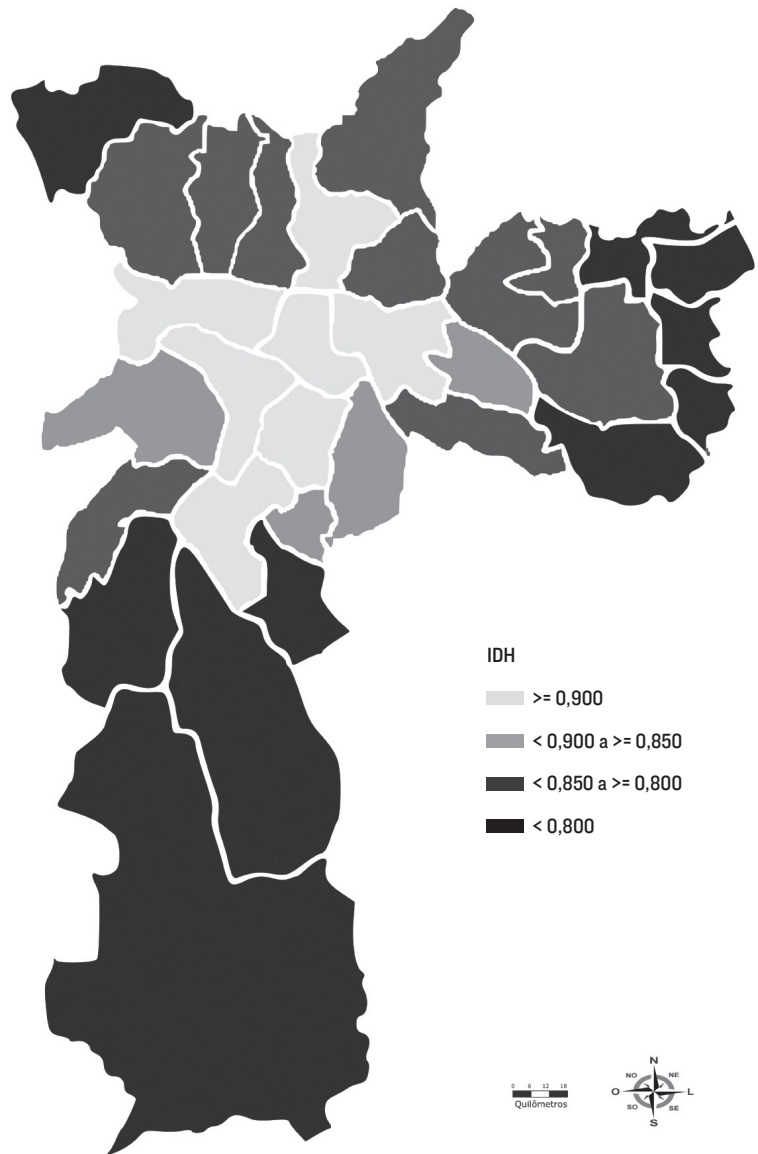 IDH
>= 0,900
< 0,900 a >= 0,850
< 0,850 a >= 0,800
< 0,800
0 6 12 18
Quilômetros
N
NO NE
O L
SO SE
S